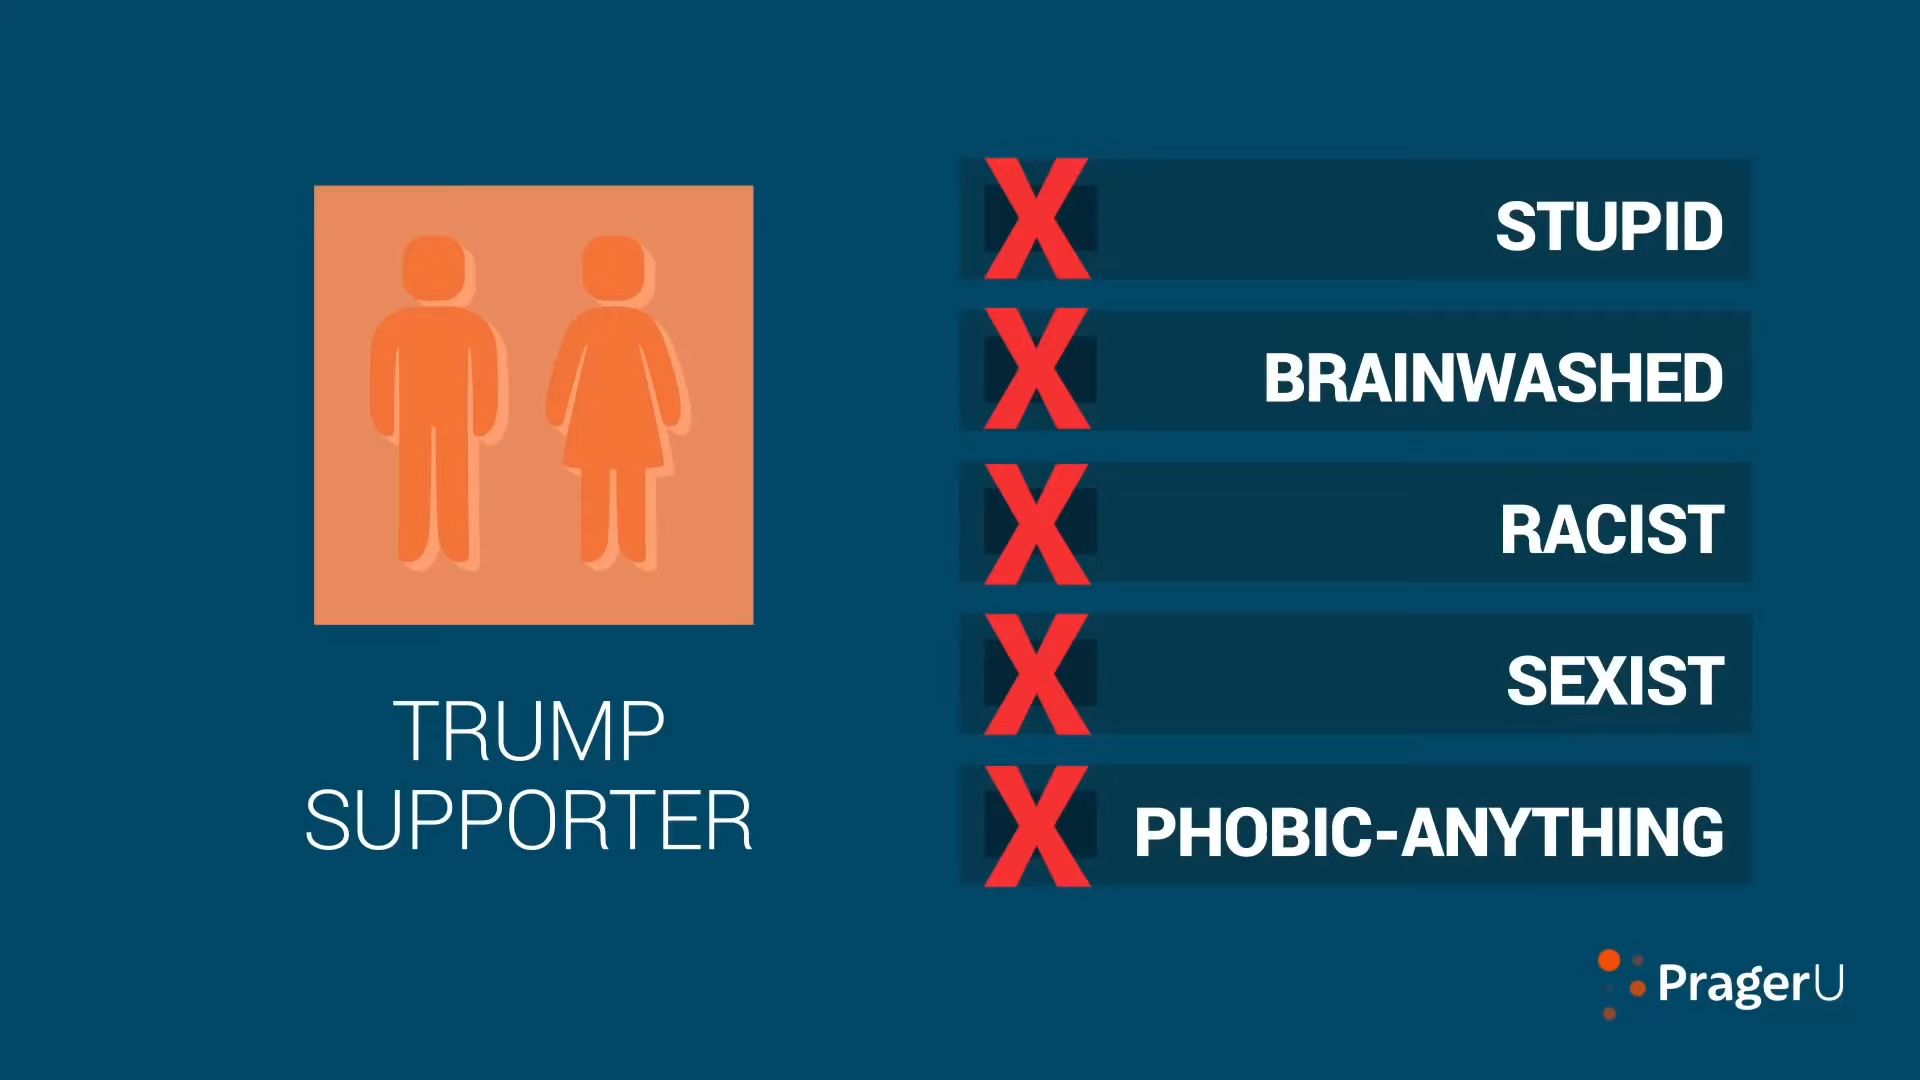 TRUMP
SUPPORTER
X STUPID
X BRAINWASHED
X RACIST
X SEXIST
X PHOBIC-ANYTHING
PragerU